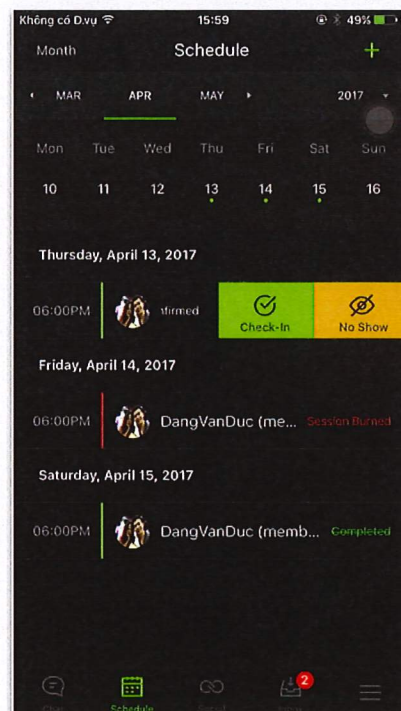 Không có D.vụ 15:59 49%
Month Schedule +
MAR APR MAY 2017
Mon Tue Wed Thu Fri Sat Sun
10 11 12 13 14 15 16
Thursday, April 13, 2017
06:00PM nfirmed Check-In No Show
Friday, April 14, 2017
06:00PM DangVanDuc (me... Session Burned
Saturday, April 15, 2017
06:00PM DangVanDuc (memb... Completed
2
Chat Schedule